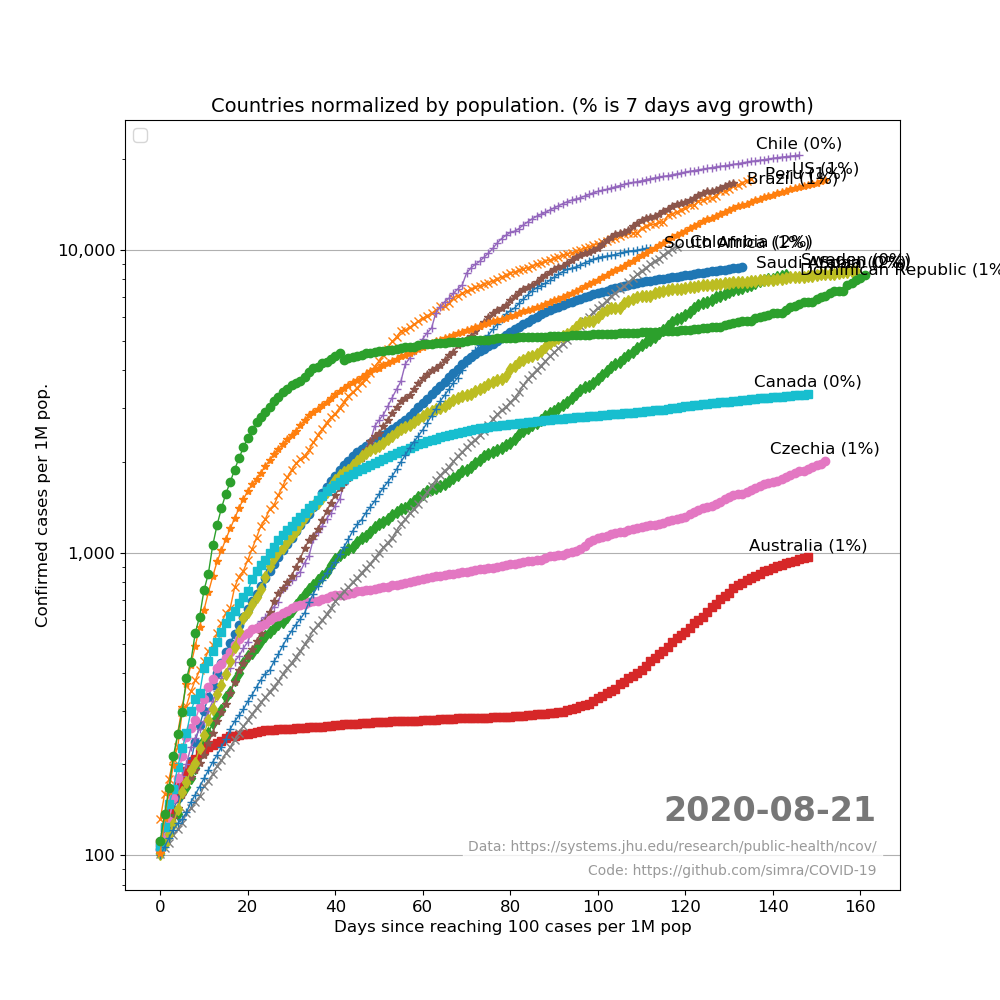 Countries normalized by population. (% is 7 days avg growth)
Chile (0%)
US (1%)
Peru (1%)
Brazil (1%)
10,000
South Africa (1%)
Colombia (2%)
Sweden (0%)
Saudi
Dominican Republic (1%
Canada (0%)
Confirmed cases per 1M pop.
Czechia (1%)
1,000
Australia (1%)
2020-08-21
Data: https://systems.jhu.edu/research/public-health/ncov/
100
Code: https://github.com/simra/COVID-19
0 20 40 60 80 100 120 140 160
Days since reaching 100 cases per 1M pop